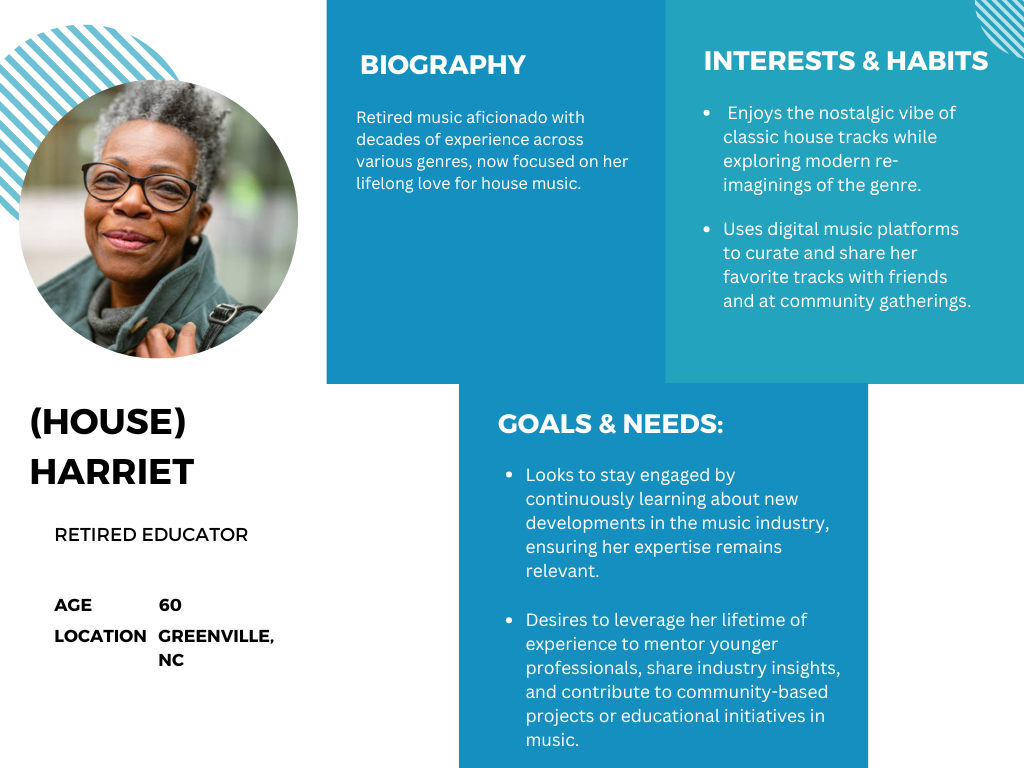 BIOGRAPHY
Retired music aficionado with
decades of experience across
various genres, now focused on her
lifelong love for house music.
INTERESTS & HABITS
• Enjoys the nostalgic vibe of
classic house tracks while
exploring modern re-
imaginings of the genre.
• Uses digital music platforms
to curate and share her
favorite tracks with friends
and at community gatherings.
(HOUSE)
HARRIET
RETIRED EDUCATOR
AGE 60
LOCATION GREENVILLE,
NC
GOALS & NEEDS:
• Looks to stay engaged by
continuously learning about new
developments in the music industry,
ensuring her expertise remains
relevant.
• Desires to leverage her lifetime of
experience to mentor younger
professionals, share industry insights,
and contribute to community-based
projects or educational initiatives in
music.